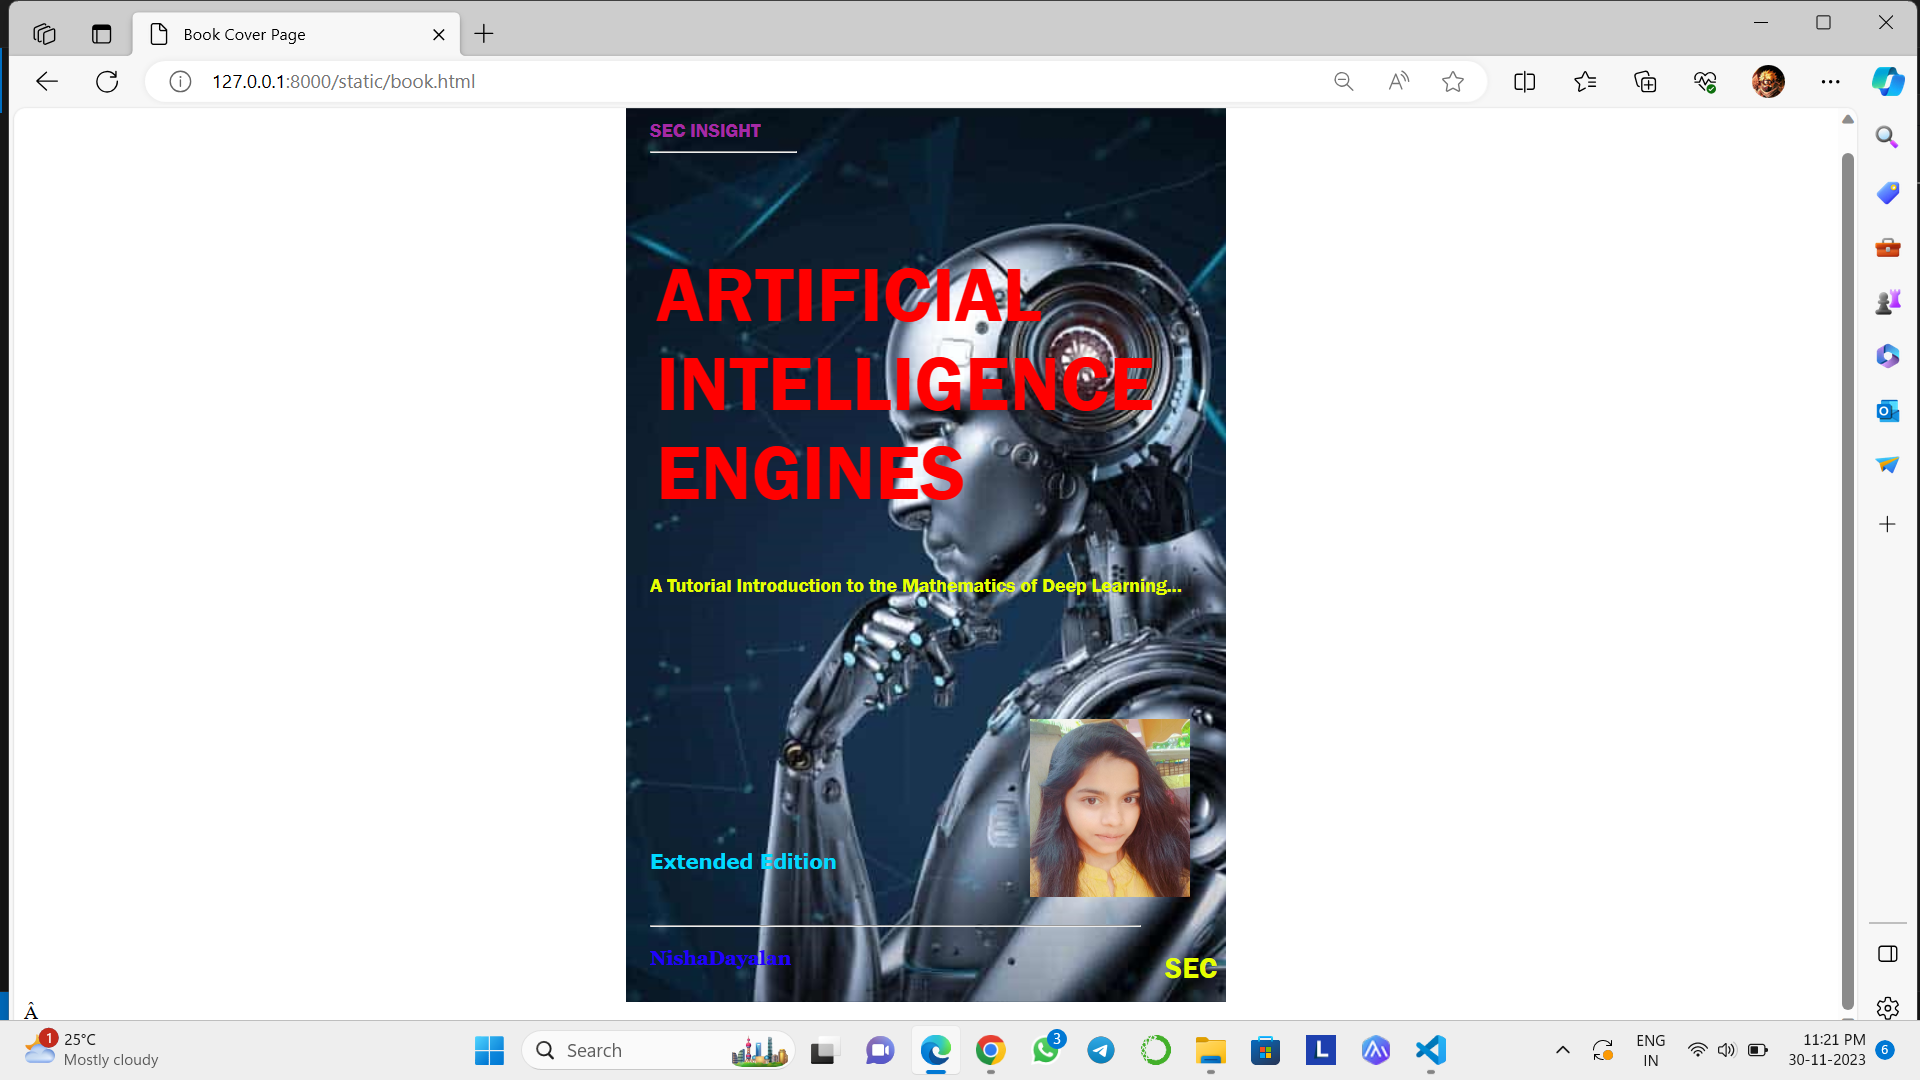 Book Cover Page
127.0.0.1:8000/static/book.html
SEC INSIGHT
ARTIFICIAL
INTELLIGENCE
ENGINES
A Tutorial Introduction to the Mathematics of Deep Learning...
Extended Edition
NishaDayalan
SEC
Â
1
25°C
Mostly cloudy
Search
3
L
ENG
IN
11:21 PM
30-11-2023
6